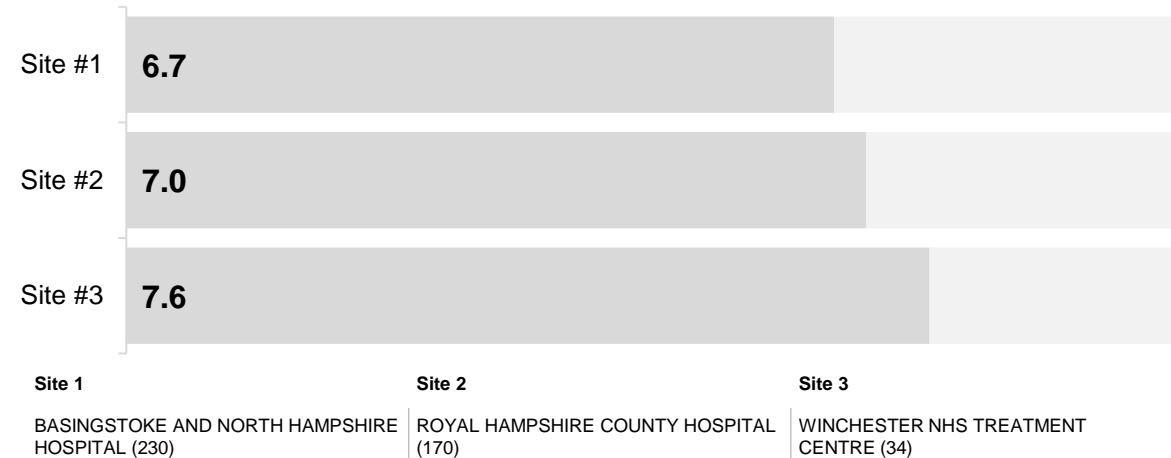 Site #1
6.7
Site #2
7.0
Site #3
7.6
Site 1
BASINGSTOKE AND NORTH HAMPSHIRE
HOSPITAL (230)
Site 2
ROYAL HAMPSHIRE COUNTY HOSPITAL
(170)
Site 3
WINCHESTER NHS TREATMENT
CENTRE (34)